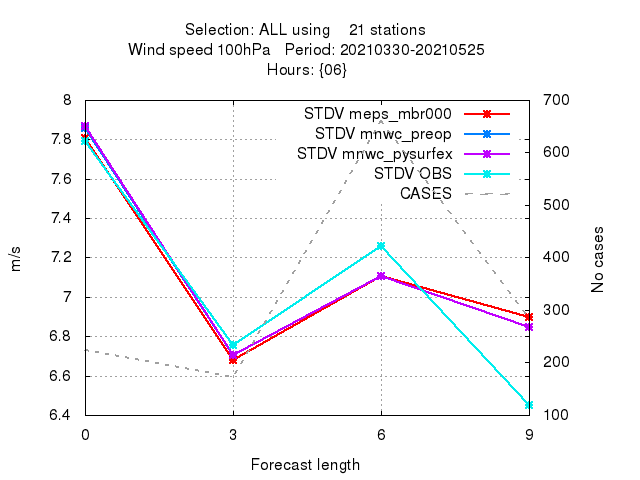 Selection: ALL using 21 stations
Wind speed 100hPa Period: 20210330-20210525
Hours: {06}
8 700
STDV meps_mbr000
7.8 STDV mnwc_preop 600
STDV mnwc_pysurfex
7.6 STDV OBS
CASES 500
7.4
7.2 400
m/s No cases
7 300
6.8
200
6.6
6.4 100
0 3 6 9
Forecast length